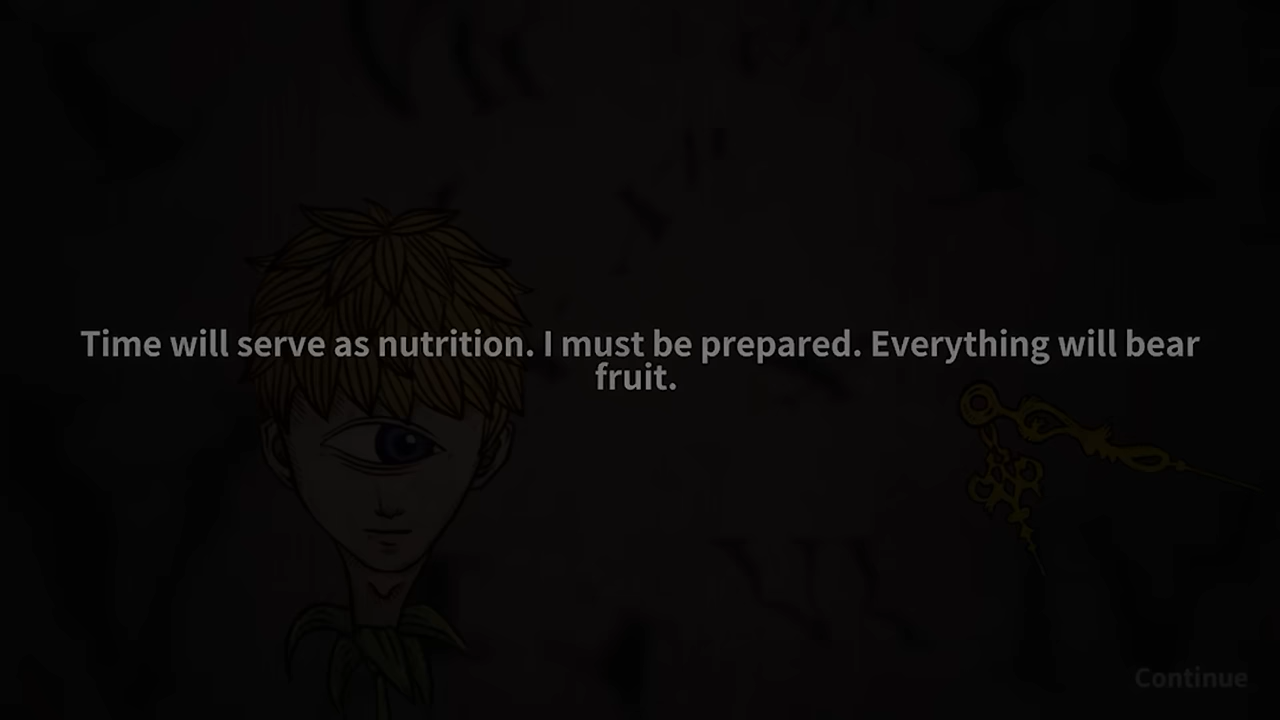 Time will serve as nutrition. I must be prepared. Everything will bear
fruit.
Continue